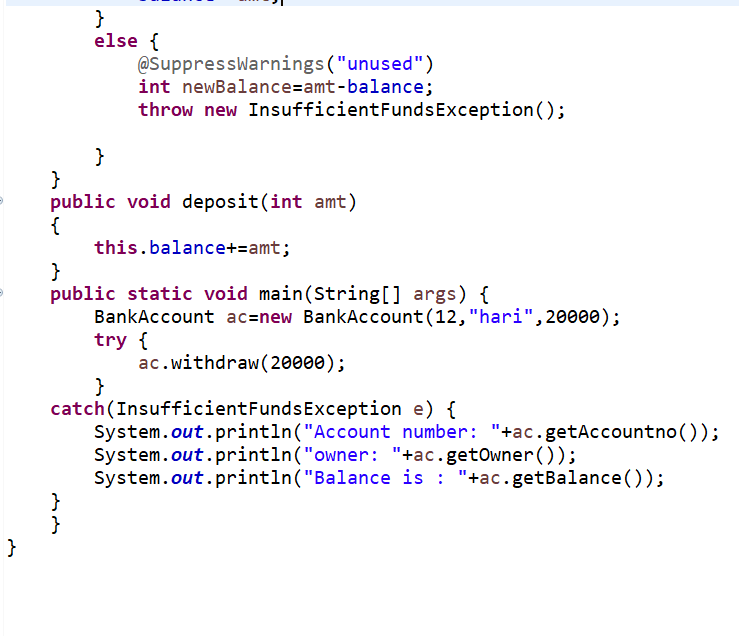 }
else {
@SuppressWarnings("unused")
int newBalance=amt-balance;
throw new InsufficientFundsException();
}
}
public void deposit(int amt)
{
this.balance+=amt;
}
public static void main(String[] args) {
BankAccount ac=new BankAccount(12,"hari",20000);
try {
ac.withdraw(20000);
}
catch(InsufficientFundsException e) {
System.out.println("Account number: "+ac.getAccountno());
System.out.println("owner: "+ac.getOwner());
System.out.println("Balance is : "+ac.getBalance());
}
}
}